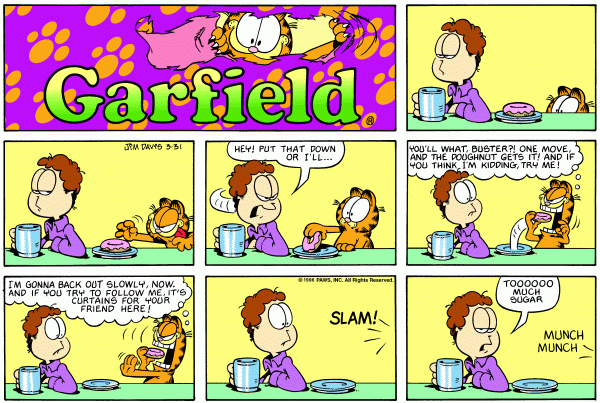 Garfield
JIM DAVIS 3-31
HEY! PUT THAT DOWN
OR I'LL...
YOU'LL WHAT, BUSTER?! ONE MOVE,
AND THE DOUGHNUT GETS IT! AND IF
YOU THINK I'M KIDDING, TRY ME!
I'M GONNA BACK OUT SLOWLY, NOW.
AND IF YOU TRY TO FOLLOW ME, IT'S
CURTAINS FOR YOUR
FRIEND HERE!
© 1996 PAWS, INC. All Rights Reserved.
SLAM!
TOOOOOO
MUCH
SUGAR
MUNCH
MUNCH